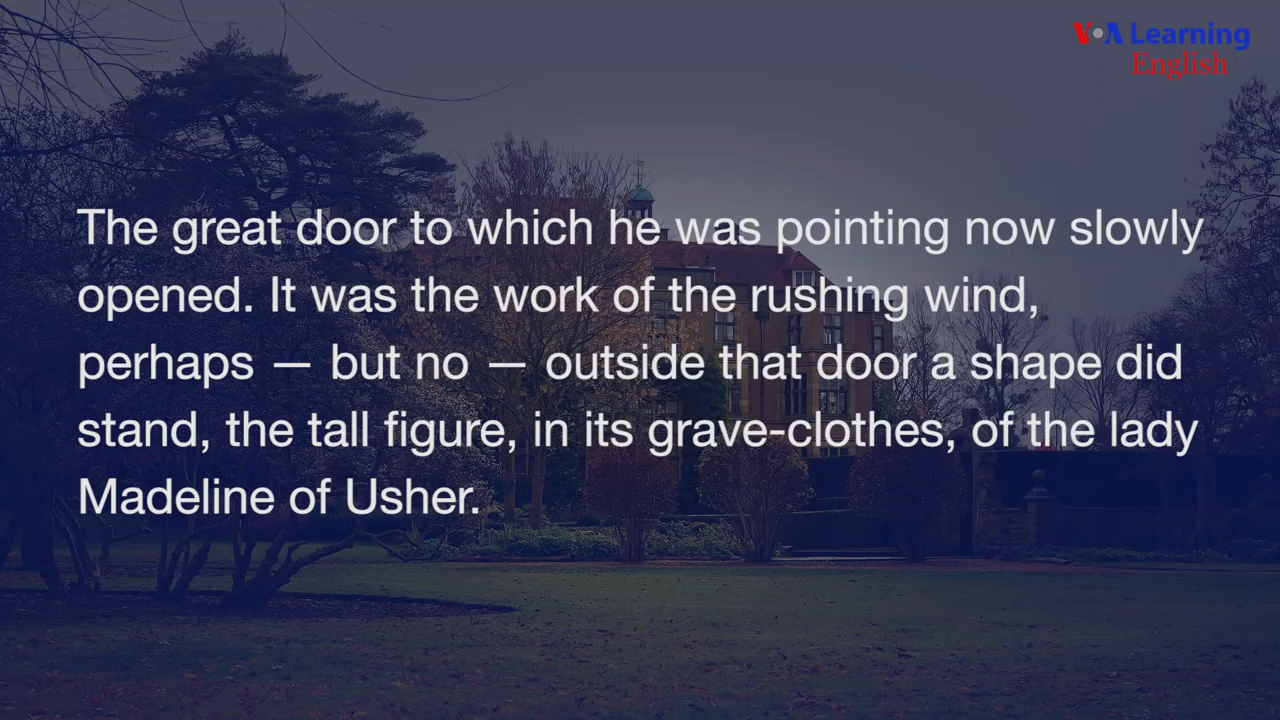 VOA Learning
English
The great door to which he was pointing now slowly
opened. It was the work of the rushing wind,
perhaps — but no — outside that door a shape did
stand, the tall figure, in its grave-clothes, of the lady
Madeline of Usher.